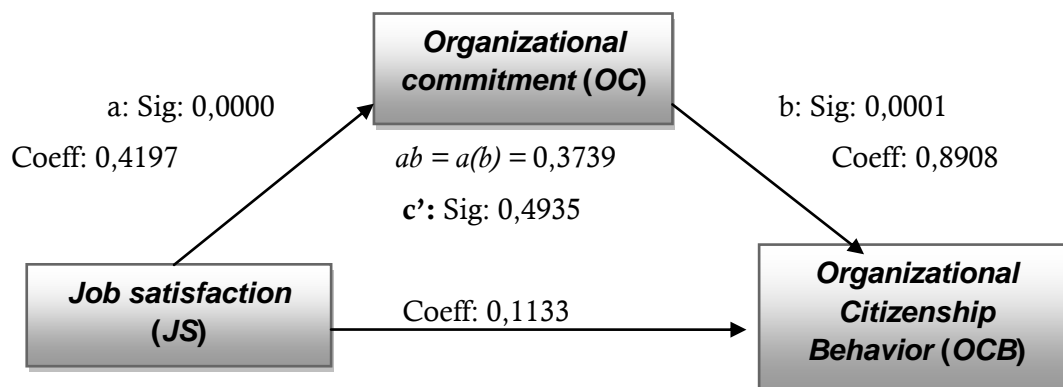 Organizational
commitment (OC)
a: Sig: 0,0000
Coeff: 0,4197
b: Sig: 0,0001
Coeff: 0,8908
ab = a(b) = 0,3739
c’: Sig: 0,4935
Job satisfaction
(JS)
Coeff: 0,1133
Organizational
Citizenship
Behavior (OCB)